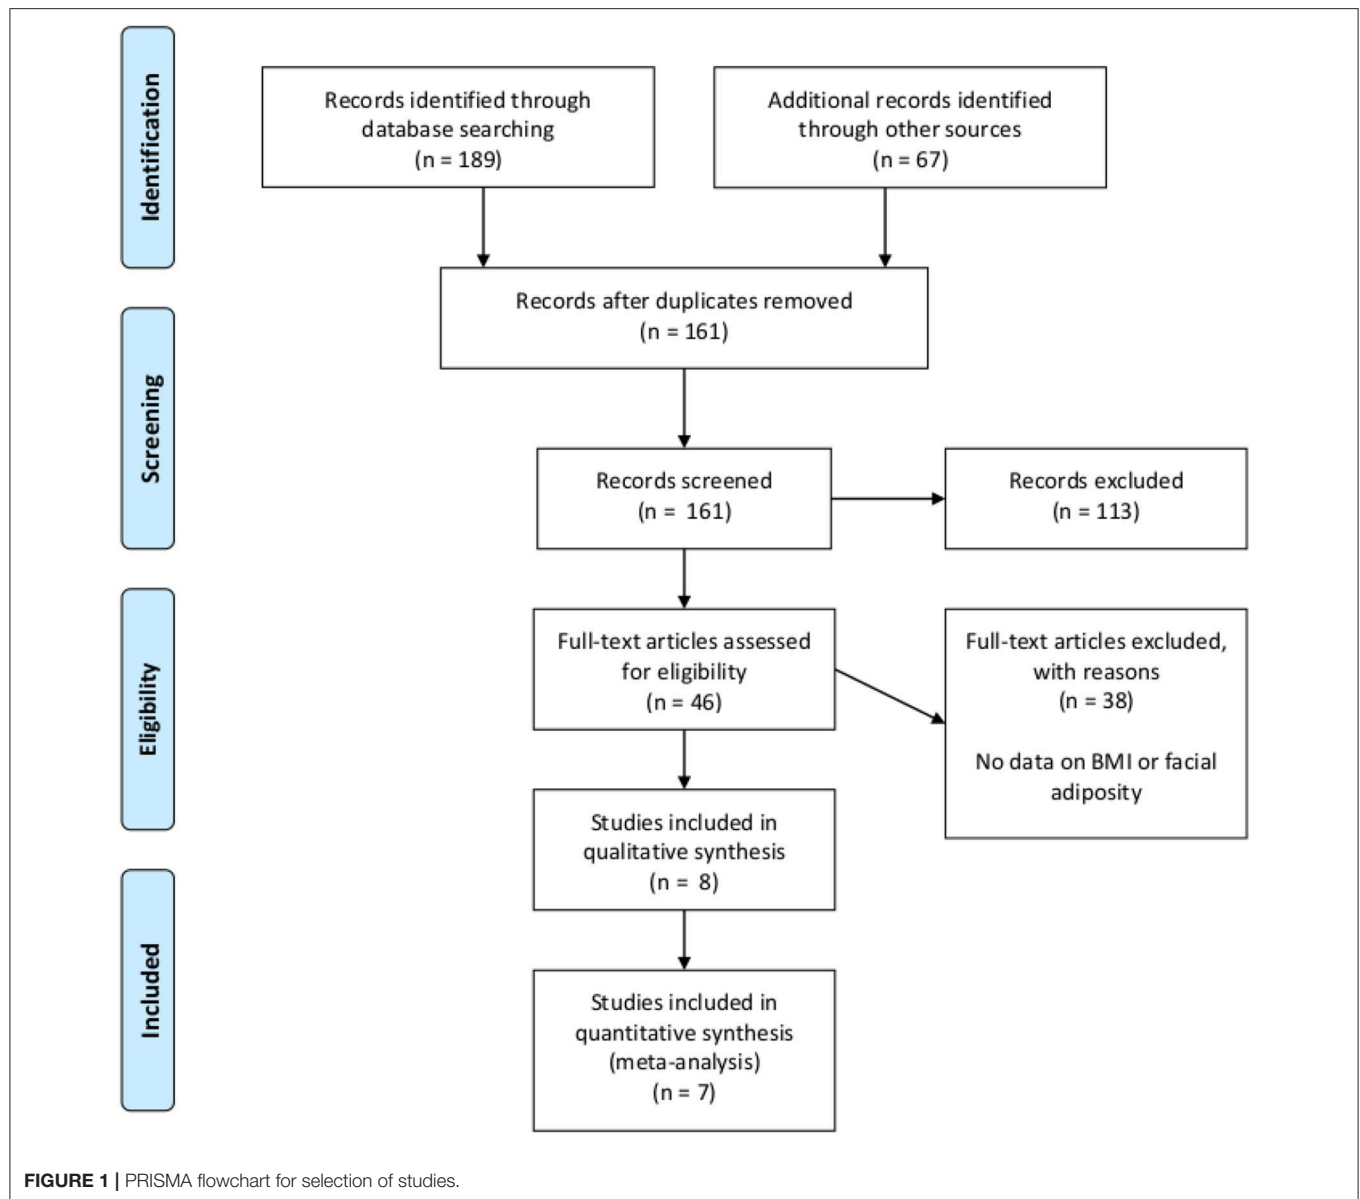 Identification
Records identified through
database searching
(n = 189)
Additional records identified
through other sources
(n = 67)
Records after duplicates removed
(n = 161)
Screening
Records screened
(n = 161)
Records excluded
(n = 113)
Eligibility
Full-text articles assessed
for eligibility
(n = 46)
Full-text articles excluded,
with reasons
(n = 38)
No data on BMI or facial
adiposity
Studies included in
qualitative synthesis
(n = 8)
Included
Studies included in
quantitative synthesis
(meta-analysis)
(n = 7)
FIGURE 1 | PRISMA flowchart for selection of studies.